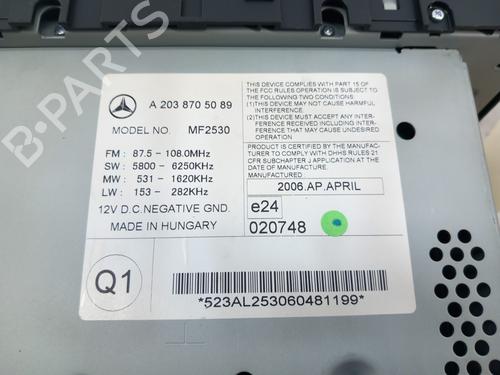 A 203 870 50 89
MODEL NO. MF2530
FM : 87.5 - 108.0MHz
SW : 5800 - 6250KHz
MW : 531 - 1620KHz
LW : 153 - 282KHz
12V D.C.NEGATIVE GND.
MADE IN HUNGARY
THIS DEVICE COMPLIES WITH PART 15 OF
THE FCC RULES OPERATION IS SUBJECT TO
THE FOLLOWING TWO CONDITIONS:
(1)THIS DEVICE MAY NOT CAUSE HARMFUL
INTERFERENCE.
(2)THIS DEVICE MUST ACCEPT ANY
INTERFERENCE RECEIVED, INCLUDING
INTERFERENCE THAT MAY CAUSE
UNDESIRED OPERATION.
THIS PRODUCT IS CERTIFIED BY THE MANUFAC-
TURER TO COMPLY WITH DHHS RULES 21.
CFR SUBCHAPTER J APPLICABLE AT THE
DATE OF MANUFACTURE.
MANUFACTURED:
2006.AP.APRIL
e24
020748
Q1
*523AL253060481199*
B-PARTS